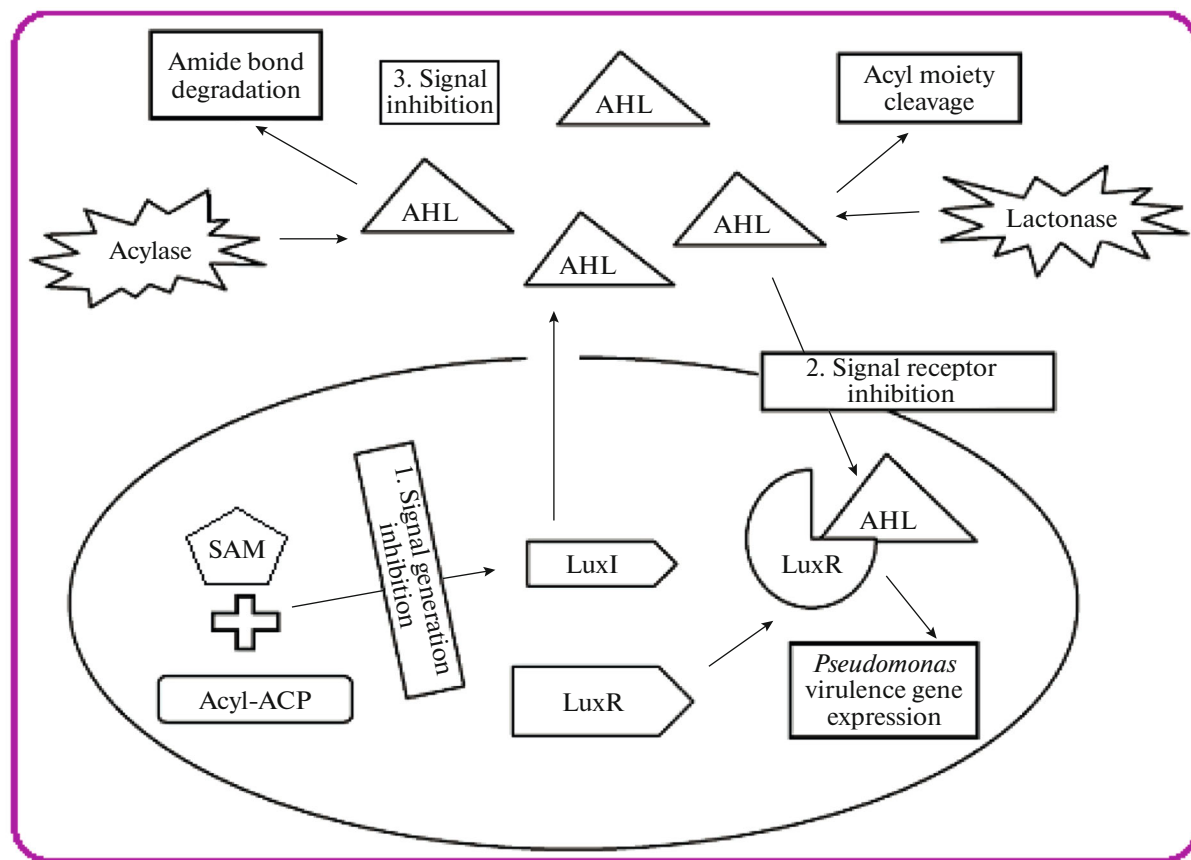 Amide bond
degradation
3. Signal
inhibition
AHL
Acyl moiety
cleavage
Acylase
AHL
AHL
AHL
Lactonase
2. Signal receptor
inhibition
1. Signal generation
inhibition
SAM
Acyl-ACP
LuxI
LuxR
AHL
LuxR
Pseudomonas
virulence gene
expression